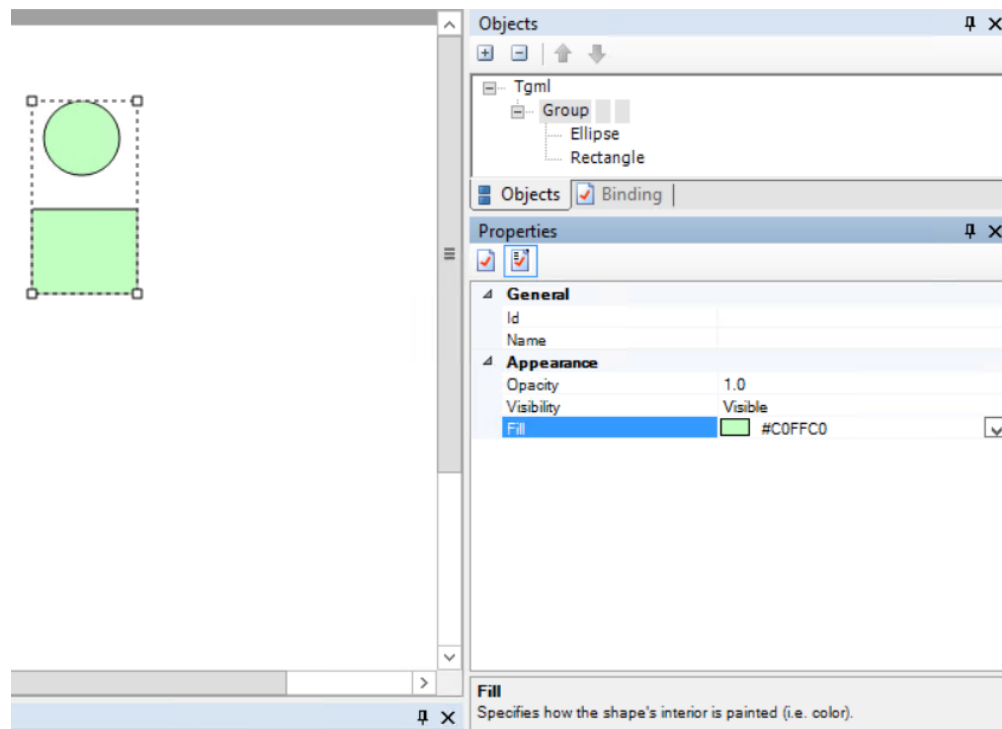 Objects
Tgml
Group
Ellipse
Rectangle
Objects Binding
Properties
General
Id
Name
Appearance
Opacity 1.0
Visibility Visible
Fill #C0FFC0
Fill
Specifies how the shape's interior is painted (i.e. color).